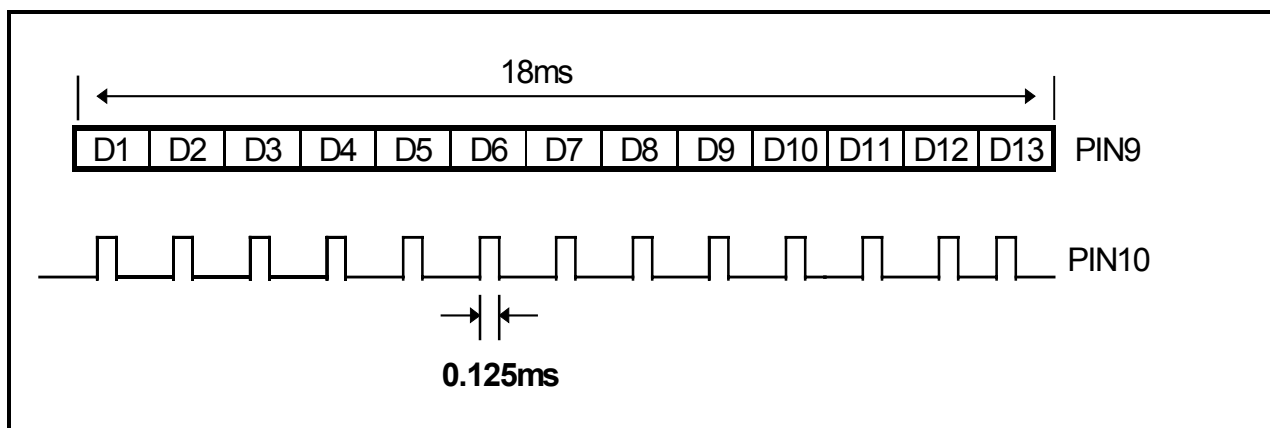 18ms
D1 D2 D3 D4 D5 D6 D7 D8 D9 D10 D11 D12 D13 PIN9
PIN10
0.125ms